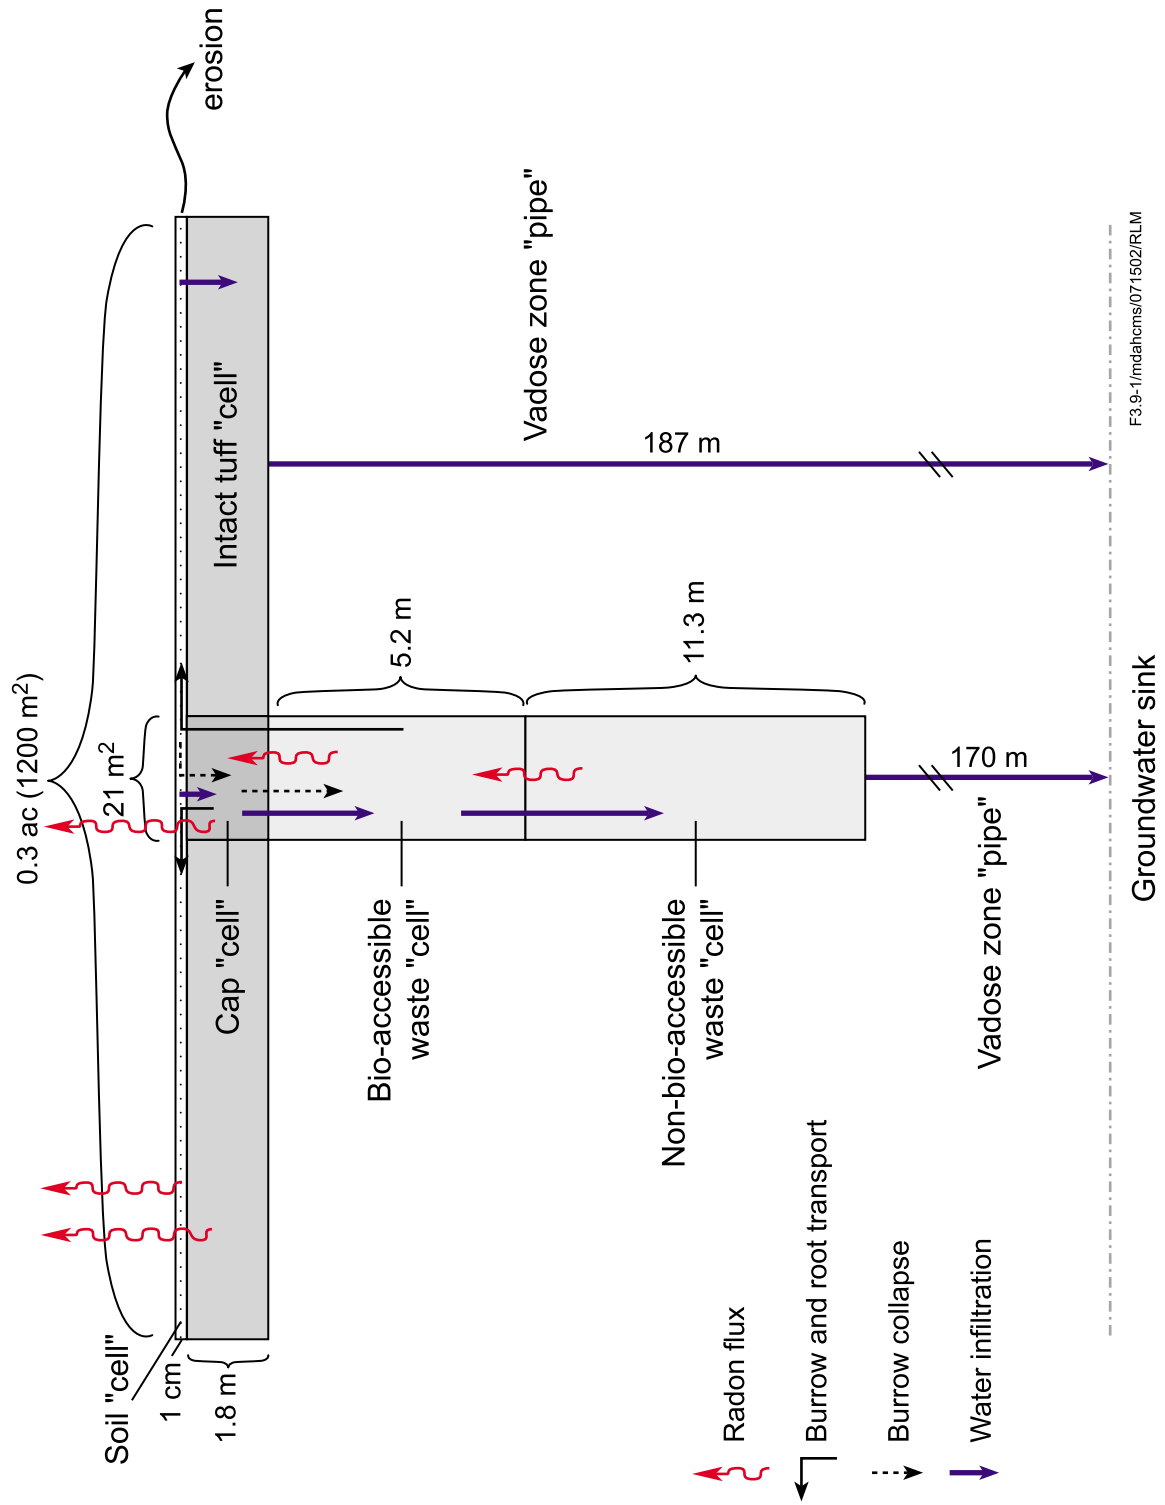 0.3 ac (1200 m²)
21 m²
erosion
Soil "cell"
1 cm
1.8 m
Intact tuff "cell"
Cap "cell"
Bio-accessible
waste "cell"
5.2 m
Non-bio-accessible
waste "cell"
11.3 m
Vadose zone "pipe"
187 m
170 m
Vadose zone "pipe"
Groundwater sink
Radon flux
Burrow and root transport
Burrow collapse
Water infiltration
F3.9-1/mdahcms/071502/RLM